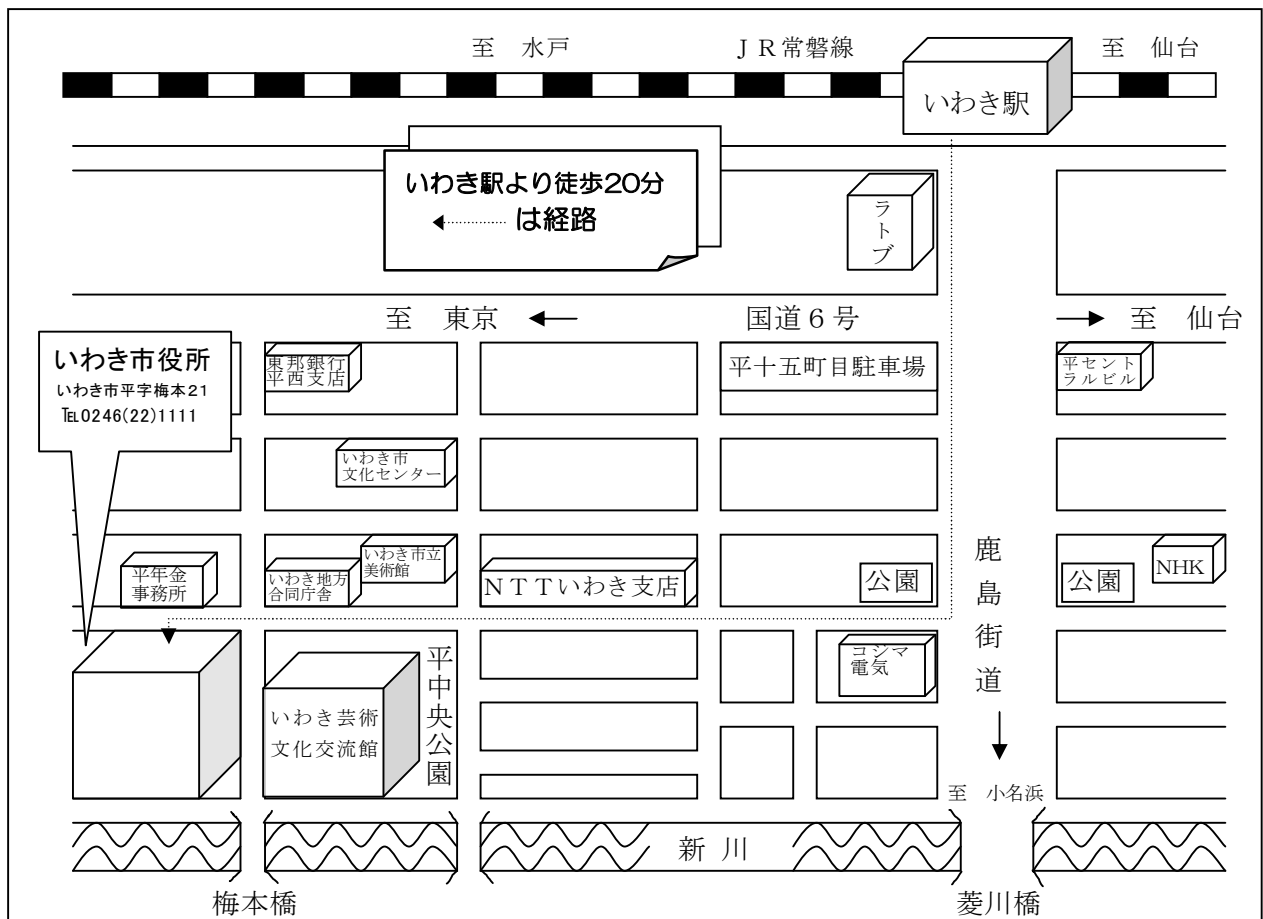 至　水戸
ＪＲ常磐線
至　仙台
いわき駅
いわき駅より徒歩20分
は経路
ラトブ
至　東京
国道６号
至　仙台
いわき市役所
いわき市平字梅本21
℡0246(22)1111
東邦銀行
平西支店
平十五町目駐車場
平セント
ラルビル
いわき市
文化センター
平年金
事務所
いわき地方
合同庁舎
いわき市立
美術館
ＮＴＴいわき支店
公園
鹿島街道
公園
NHK
いわき芸術
文化交流館
平中央公園
コジマ
電気
至　小名浜
新川
梅本橋
菱川橋